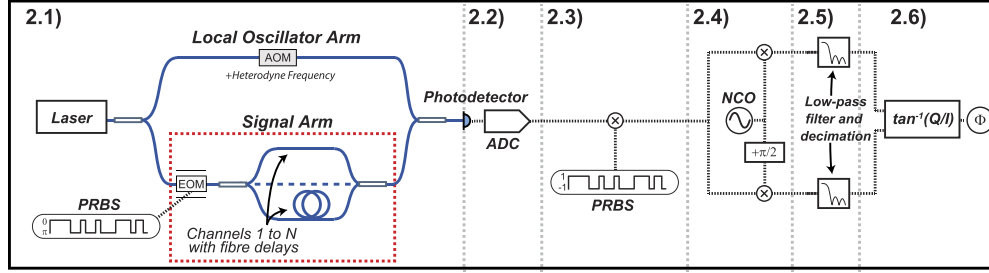 2.1)
2.2)
2.3)
2.4)
2.5)
2.6)
Local Oscillator Arm
AOM
+Heterodyne Frequency
Laser
Signal Arm
EOM
PRBS
0
π
Channels 1 to N
with fibre delays
Photodetector
ADC
1
-1
PRBS
NCO
+π/2
Low-pass
filter and
decimation
tan⁻¹(Q/I)
Φ